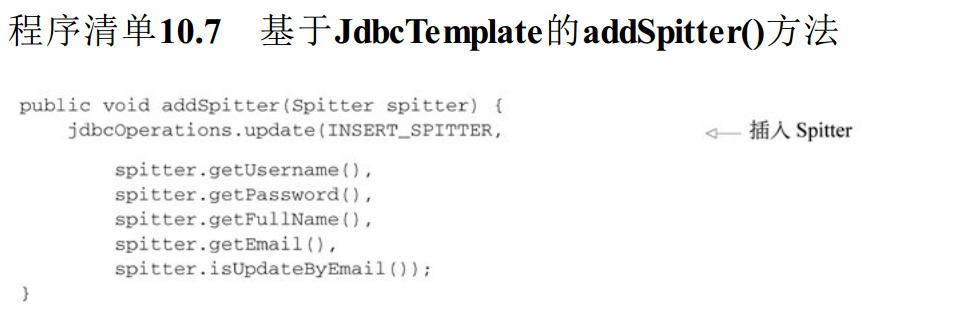 程序清单10.7 基于JdbcTemplate的addSpitter()方法
public void addSpitter(Spitter spitter) {
jdbcOperations.update(INSERT_SPITTER,
插入 Spitter
spitter.getUsername(),
spitter.getPassword(),
spitter.getFullName(),
spitter.getEmail(),
spitter.isUpdateByEmail());
}